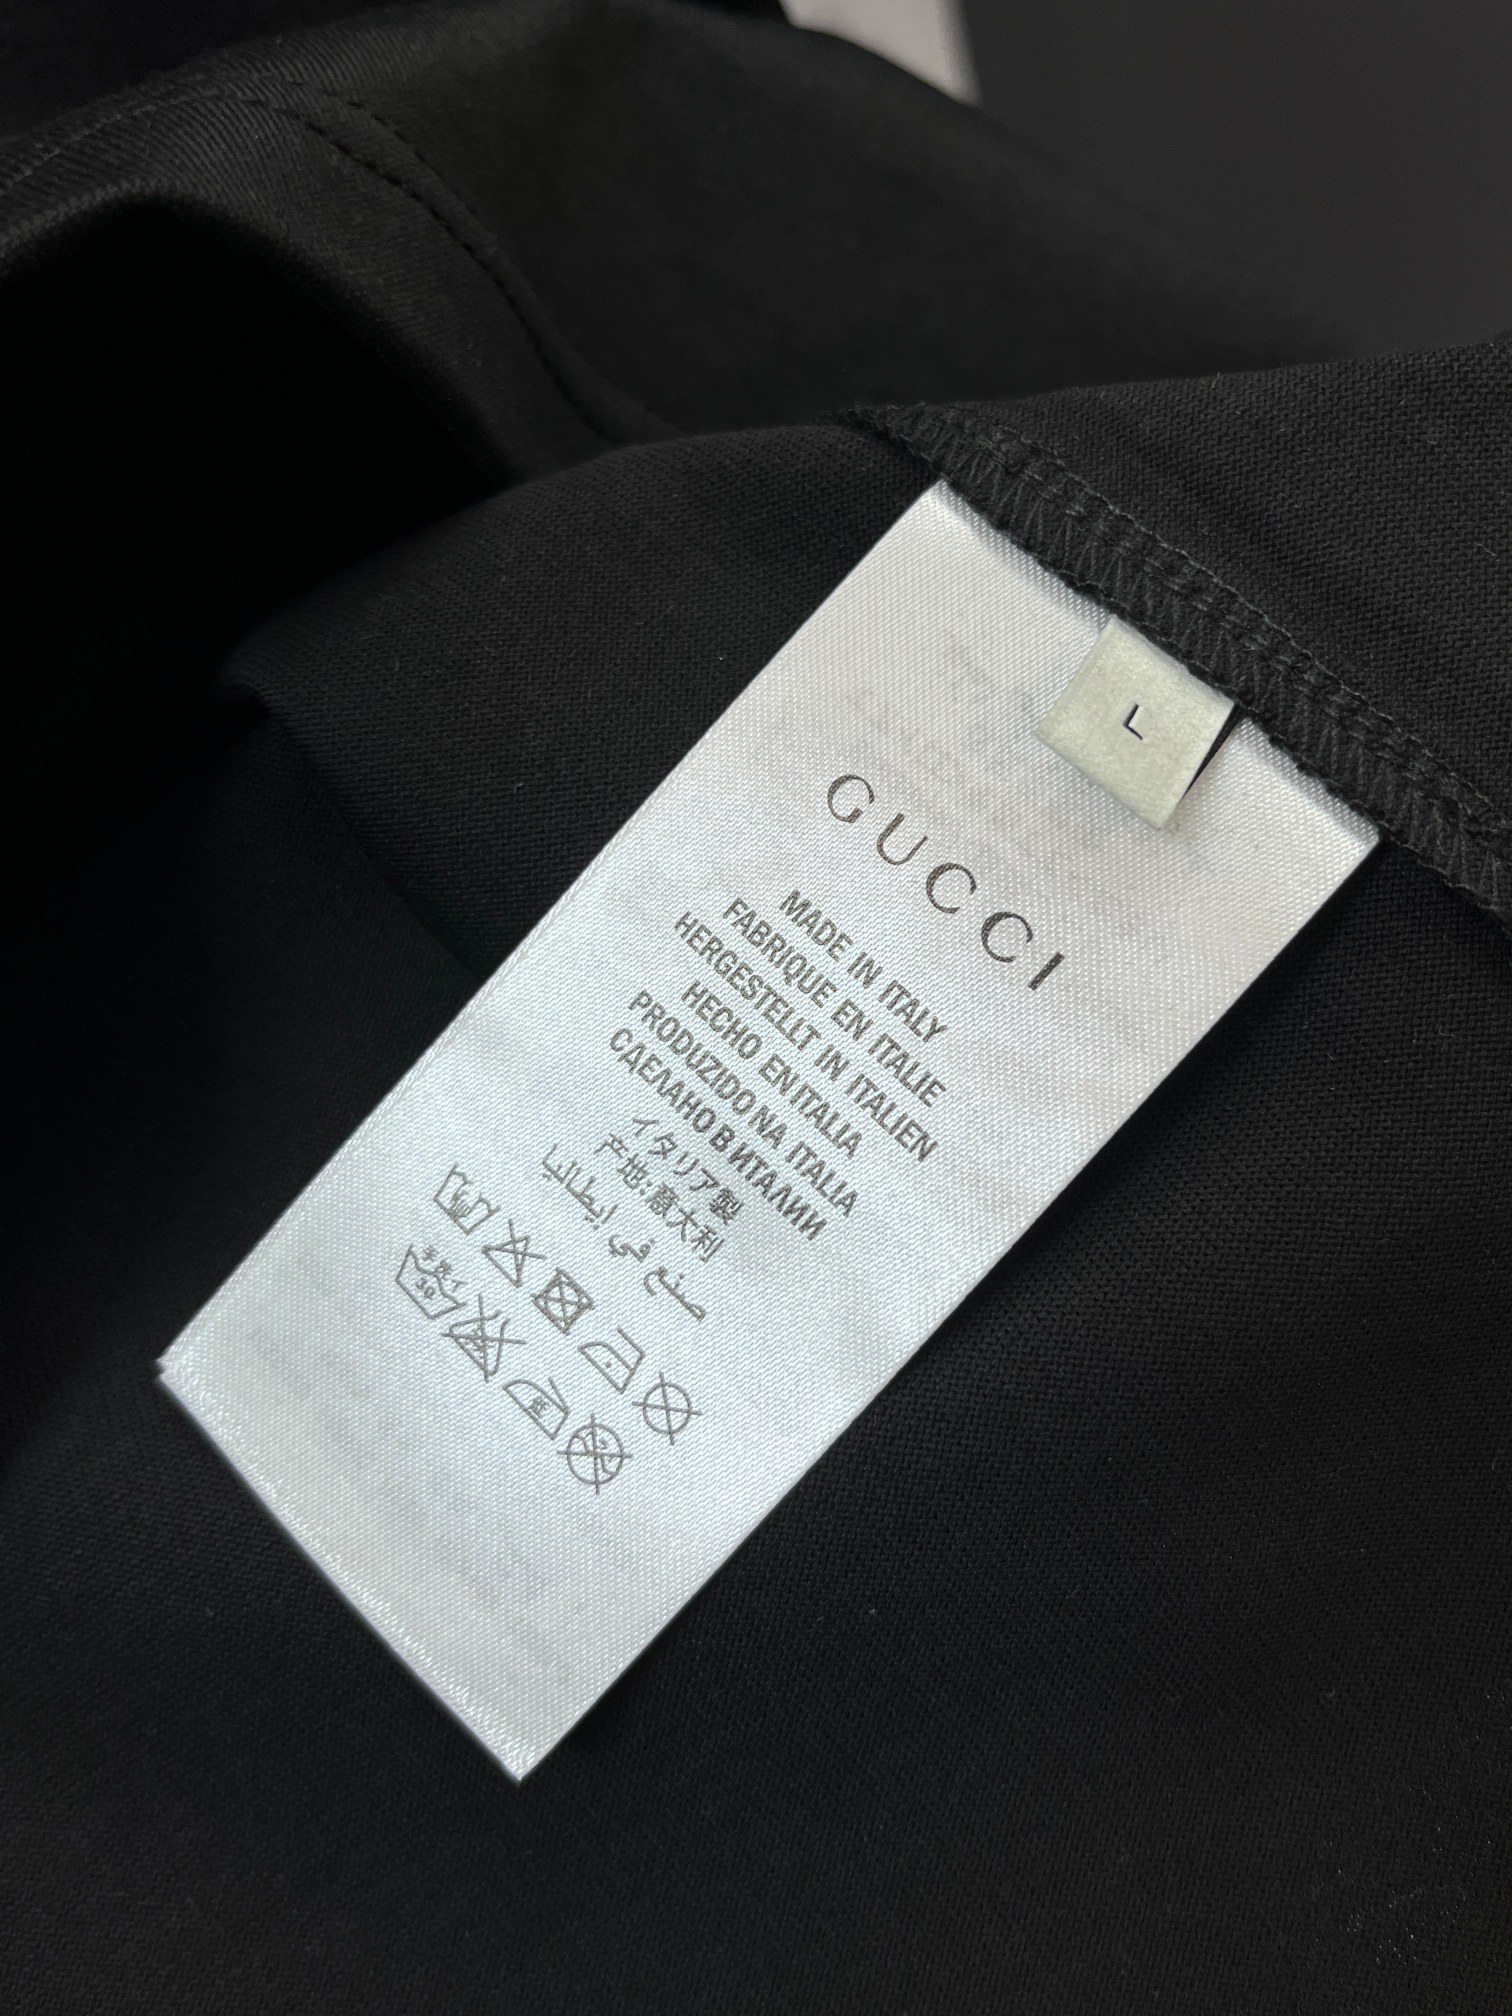 L
GUCCI
MADE IN ITALY
FABRIQUE EN ITALIE
HERGESTELLT IN ITALIEN
HECHO EN ITALIA
PRODUZIDO NA ITALIA
СДЕЛАНО В ИТАЛИИ
イタリア製
产地:意大利
صنع في إيطاليا
30